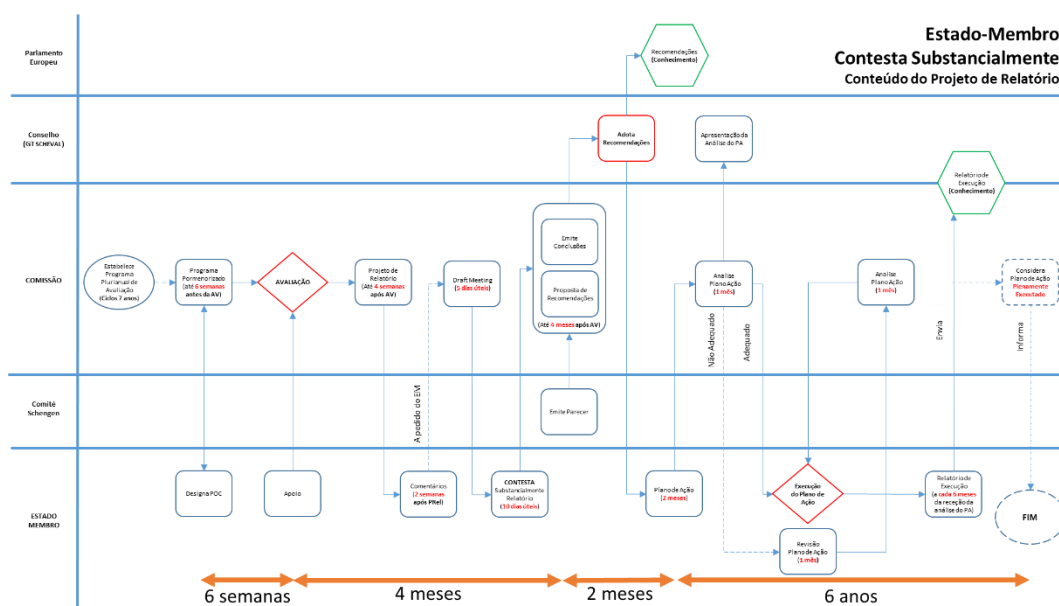 Estado-Membro
Contesta Substancialmente
Conteúdo do Projeto de Relatório
Parlamento
Europeu
Recomendações
(Conhecimento)
Conselho
(GT SCHEVAL)
Adota
Recomendações
Apresentação da
Análise do PA
Relatório de
Execução
(Conhecimento)
COMISSÃO
Estabelece
Programa
Plurianual de
Avaliação
(Ciclos 7 anos)
Programa
Pormenorizado
(até 6 semanas
antes da AV)
AVALIAÇÃO
Projeto de
Relatório
(Até 4 semanas
após AV)
Draft Meeting
(5 dias úteis)
Emite
Conclusões
Proposta de
Recomendações
(Até 4 meses após AV)
Analise
Plano Ação
(1 mês)
Analise
Plano de Ação
(1 mês)
Considera
Plano de Ação
Plenamente
Executado
A pedido do EM
Não Adequado
Adequado
Envia
Informa
Comité
Schengen
Emite Parecer
ESTADO
MEMBRO
Designa POC
Apoio
Comentários
(2 semanas
após PRel)
CONTESTA
Substancialmente
Relatório
(10 dias úteis)
Plano de Ação
(2 meses)
Execução
do Plano de
Ação
Revisão
Plano de Ação
(1 mês)
Relatório de
Execução
(a cada 6 meses
da receção da
análise do PA)
FIM
6 semanas
4 meses
2 meses
6 anos